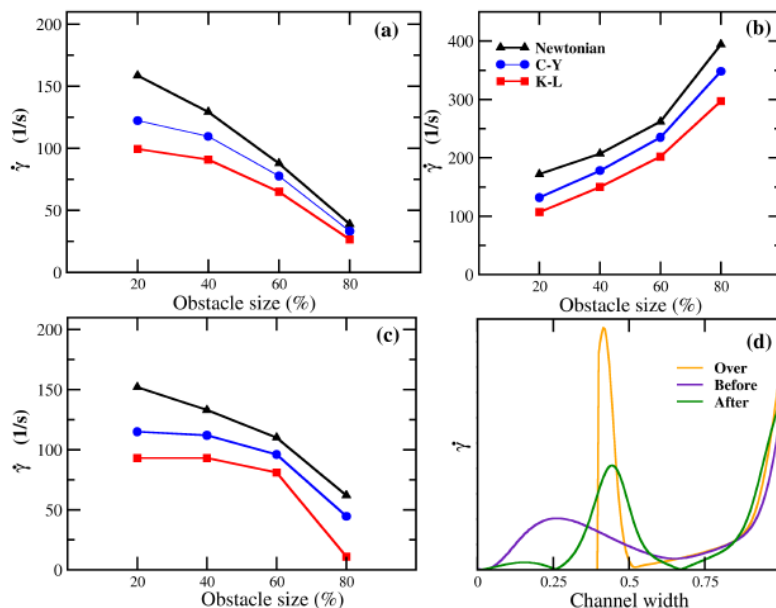 200
(a)
150
γ̇ (1/s)
100
50
0
20 40 60 80
Obstacle size (%)
(b)
400
Newtonian
C-Y
K-L
300
γ̇ (1/s)
200
100
0
20 40 60 80
Obstacle size (%)
200
(c)
150
γ̇ (1/s)
100
50
0
20 40 60 80
Obstacle size (%)
(d)
Over
Before
After
γ̇
0 0.25 0.5 0.75
Channel width